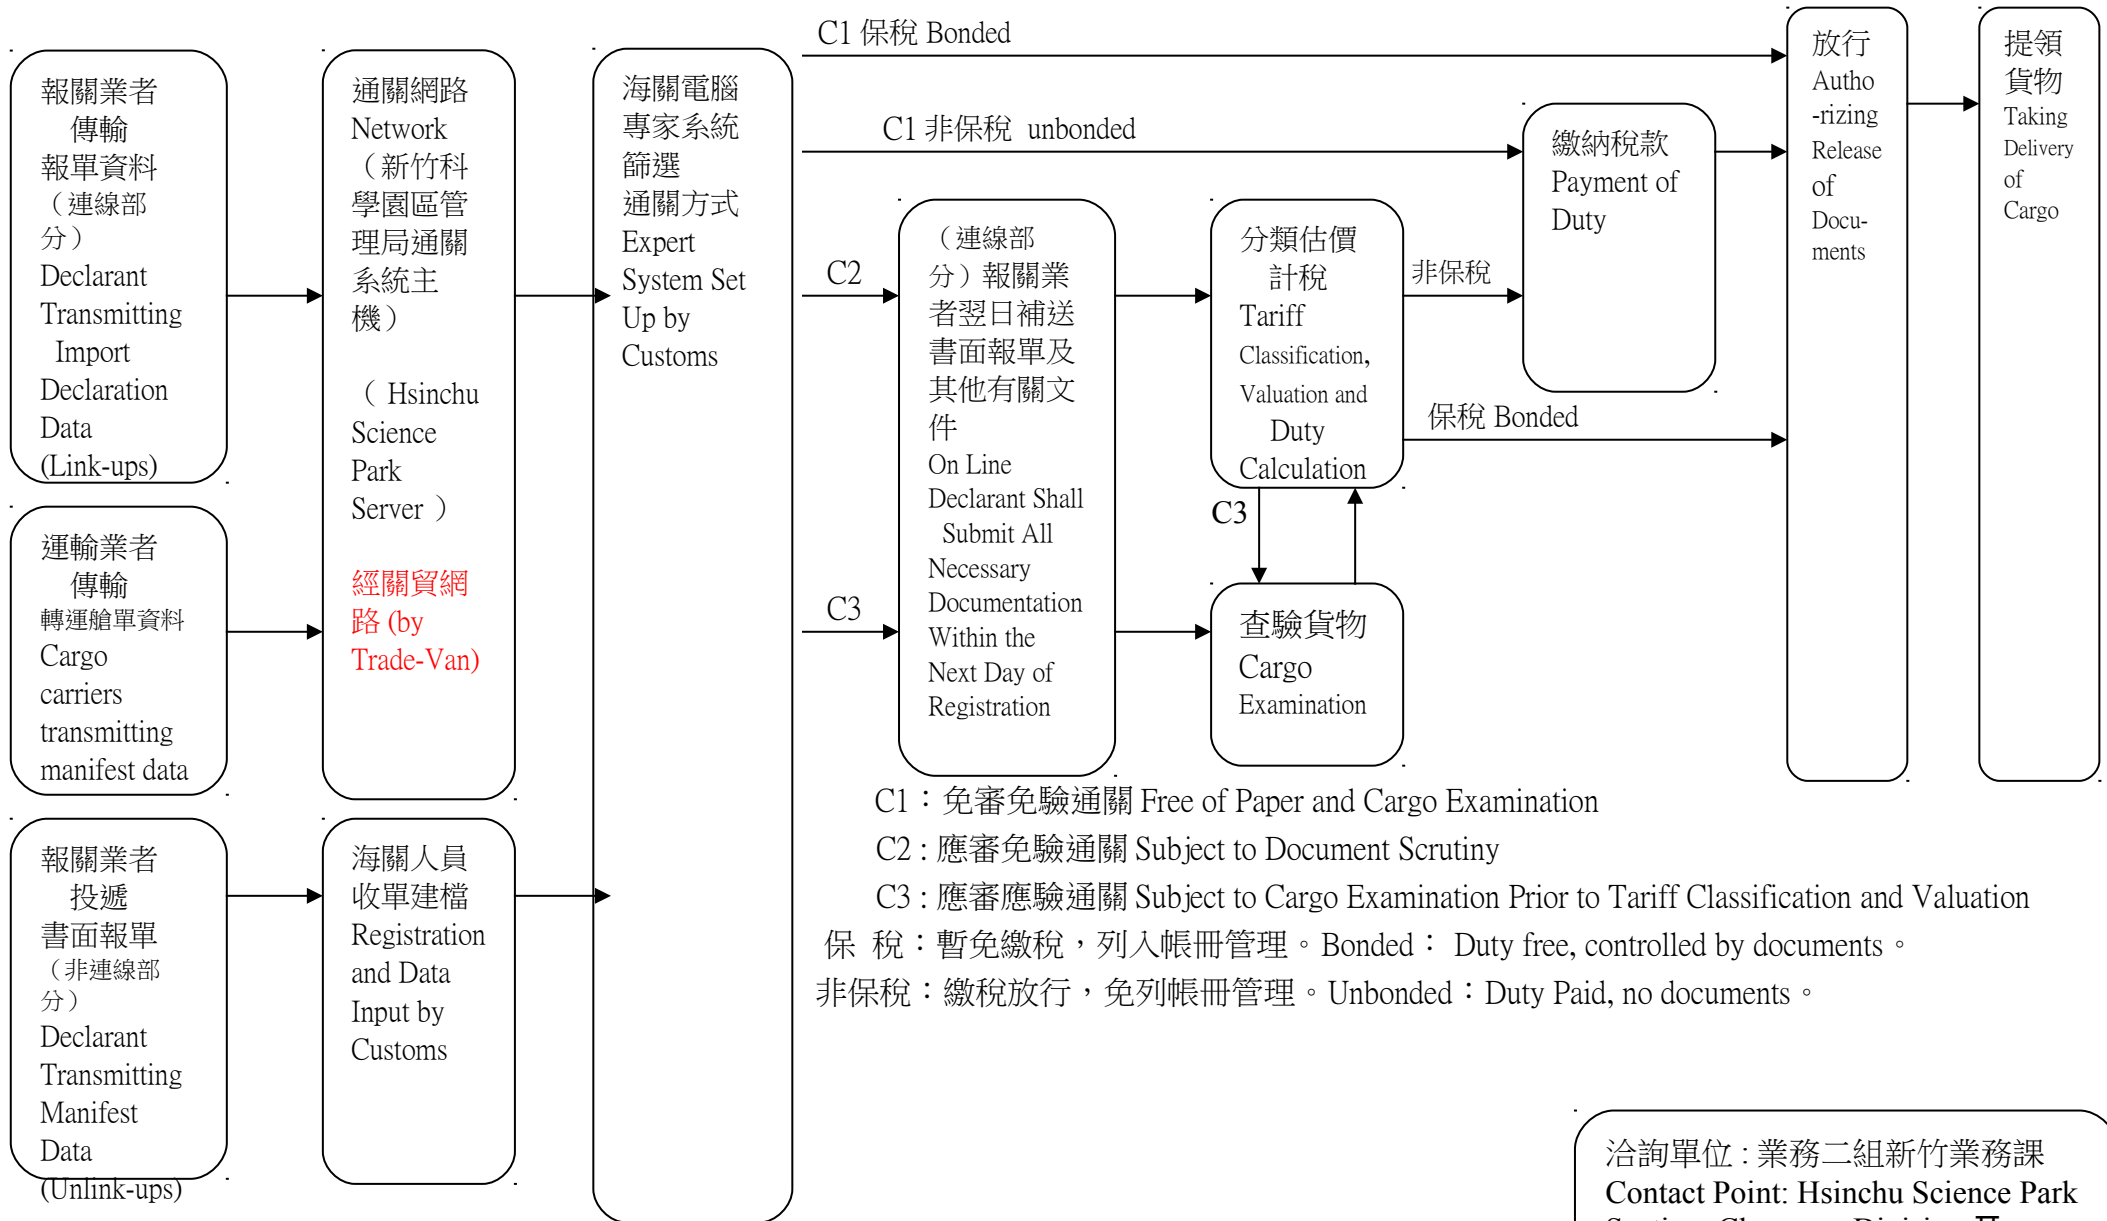 報關業者
傳輸
報單資料
（連線部
分）
Declarant
Transmitting
Import
Declaration
Data
(Link-ups)
運輸業者
傳輸
轉運艙單資料
Cargo
carriers
transmitting
manifest data
報關業者
投遞
書面報單
（非連線部
分）
Declarant
Transmitting
Manifest
Data
(Unlink-ups)
通關網路
Network
（新竹科
學園區管
理局通關
系統主
機）
（ Hsinchu
Science
Park
Server ）
經關貿網
路 (by
Trade-Van)
海關人員
收單建檔
Registration
and Data
Input by
Customs
海關電腦
專家系統
篩選
通關方式
Expert
System Set
Up by
Customs
C1 保稅 Bonded
C1 非保稅 unbonded
C2
C3
（連線部
分）報關業
者翌日補送
書面報單及
其他有關文
件
On Line
Declarant Shall
Submit All
Necessary
Documentation
Within the
Next Day of
Registration
分類估價
計稅
Tariff
Classification,
Valuation and
Duty
Calculation
C3
查驗貨物
Cargo
Examination
非保稅
保稅 Bonded
繳納稅款
Payment of
Duty
放行
Autho
-rizing
Release
of
Docu-
ments
提領
貨物
Taking
Delivery
of
Cargo
C1：免審免驗通關 Free of Paper and Cargo Examination
C2 : 應審免驗通關 Subject to Document Scrutiny
C3 : 應審應驗通關 Subject to Cargo Examination Prior to Tariff Classification and Valuation
保 稅：暫免繳稅，列入帳冊管理。Bonded： Duty free, controlled by documents。
非保稅：繳稅放行，免列帳冊管理。Unbonded：Duty Paid, no documents。
洽詢單位 : 業務二組新竹業務課
Contact Point: Hsinchu Science Park